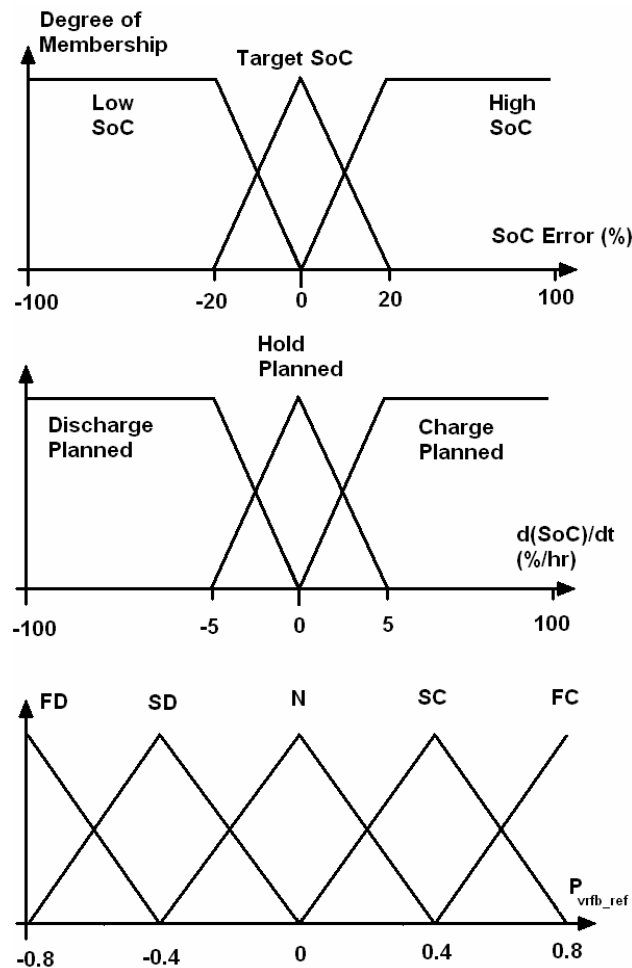 Degree of
Membership
Target SoC
Low
SoC
High
SoC
SoC Error (%)
-100 -20 0 20 100
Hold
Planned
Discharge
Planned
Charge
Planned
d(SoC)/dt
(%/hr)
-100 -5 0 5 100
FD SD N SC FC
P vrfb_ref
-0.8 -0.4 0 0.4 0.8